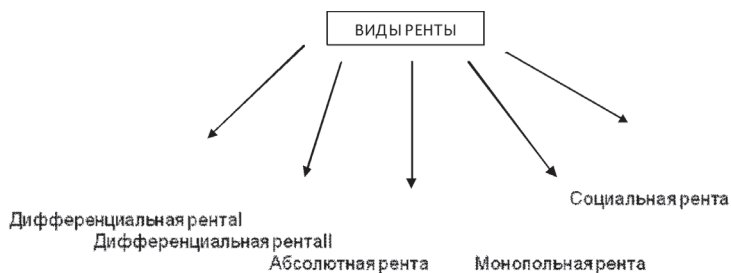 ВИДЫ РЕНТЫ
Социальная рента
Дифференциальная рентаI
Дифференциальная рентаII
Абсолютная рента
Монопольная рента